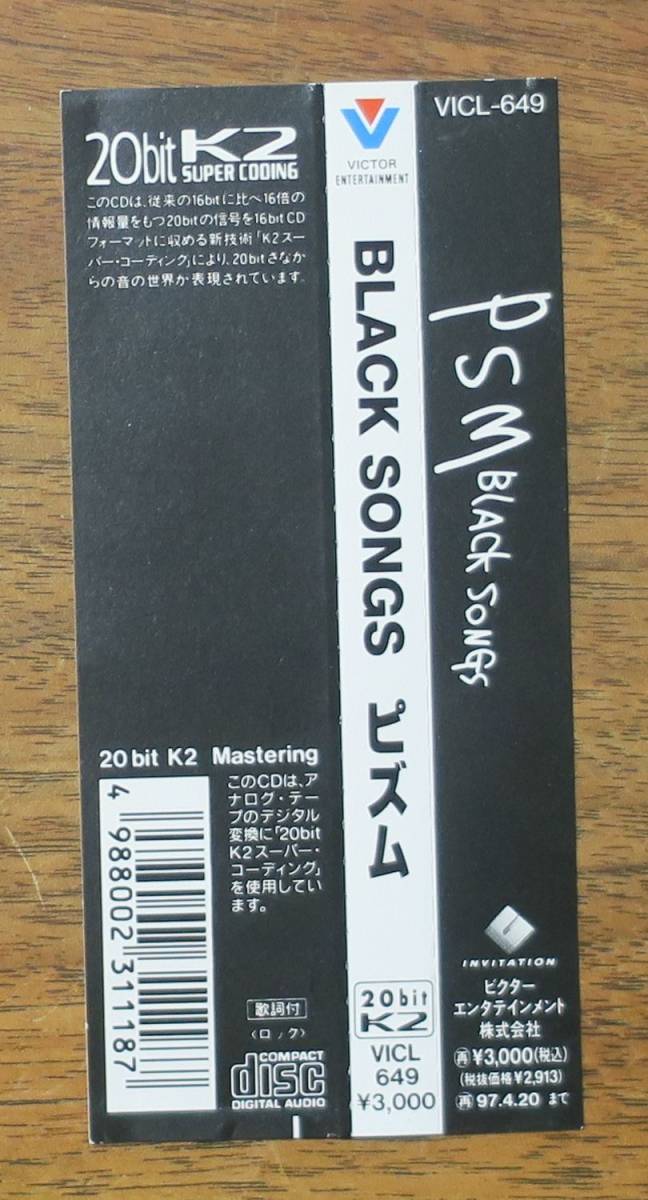 20bit K2
SUPER CODING
このCDは、従来の16bitに比べ16倍の
情報量をもつ20bitの信号を16bit CD
フォーマットに収める新技術「K2スー
パー・コーディング」により、20bitさなが
らの音の世界が表現されています。
20 bit K2 Mastering
このCDは、ア
ナログ・テー
プのデジタル
変換に「20bit
K2スーパー・
コーディング」
を使用してい
ます。
4 988002 311187
歌詞付
〈ロック〉
COMPACT
disc
DIGITAL AUDIO
VICTOR
ENTERTAINMENT
BLACK SONGS ピズム
20bit
K2
VICL
649
¥3,000
VICL-649
PSM BLACK SONGS
INVITATION
ビクター
エンタテインメント
株式会社
再 ¥3,000(税込)
(税抜価格¥2,913)
再 97.4.20 まで